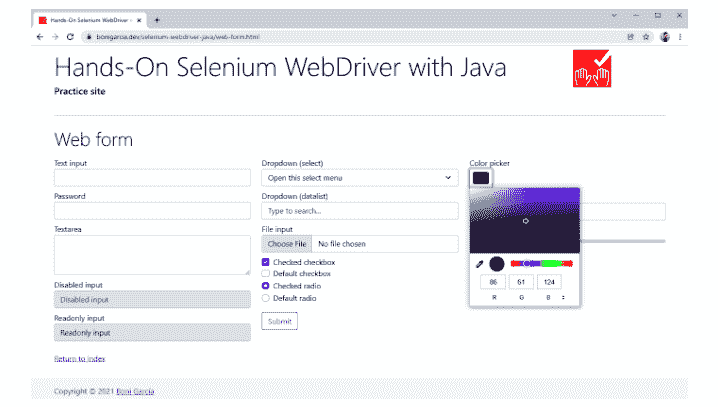 Hands-On Selenium WebDriver
bonigarcia.dev/selenium-webdriver-java/web-form.html
Hands-On Selenium WebDriver with Java
Practice site
Web form
Text input
Password
Textarea
Disabled input
Disabled input
Readonly input
Readonly input
Return to index
Dropdown (select)
Open this select menu
Dropdown (datalist)
Type to search...
File input
Choose File No file chosen
Checked checkbox
Default checkbox
Checked radio
Default radio
Submit
Color picker
86 61 124
R G B
Copyright © 2021 Boni García